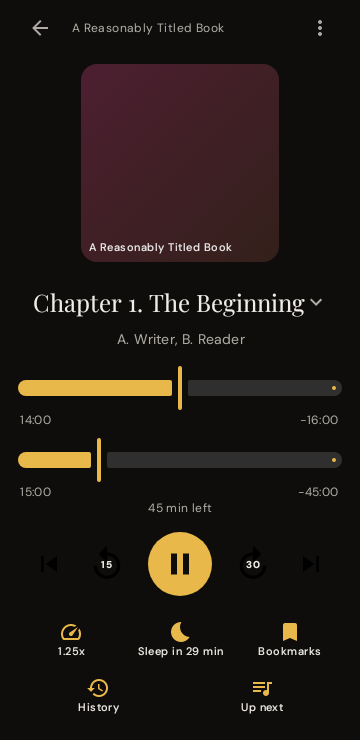 A Reasonably Titled Book
A Reasonably Titled Book
Chapter 1. The Beginning
A. Writer, B. Reader
14:00
-16:00
15:00
-45:00
45 min left
15
30
1.25x
Sleep in 29 min
Bookmarks
History
Up next